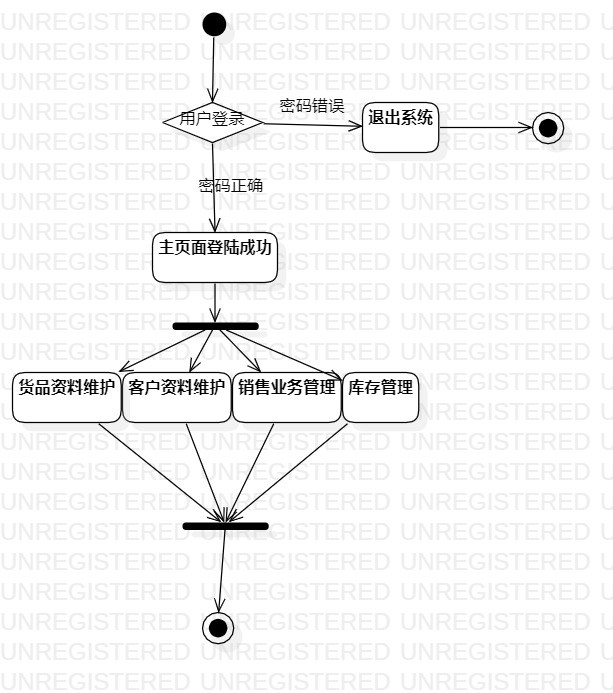 UNREGISTERED UNREGISTERED UNREGISTERED
密码错误
用户登录
退出系统
密码正确
主页面登陆成功
货品资料维护
客户资料维护
销售业务管理
库存管理